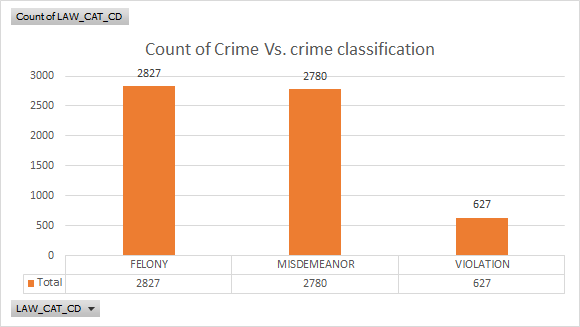 Count of LAW_CAT_CD
Count of Crime Vs. crime classification
3000
2500
2000
1500
1000
500
0
2827
2780
627
FELONY MISDEMEANOR VIOLATION
Total 2827 2780 627
LAW_CAT_CD